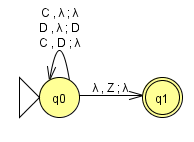 C , λ ; λ
D , λ ; D
C , D ; λ
q0
λ , Z ; λ
q1